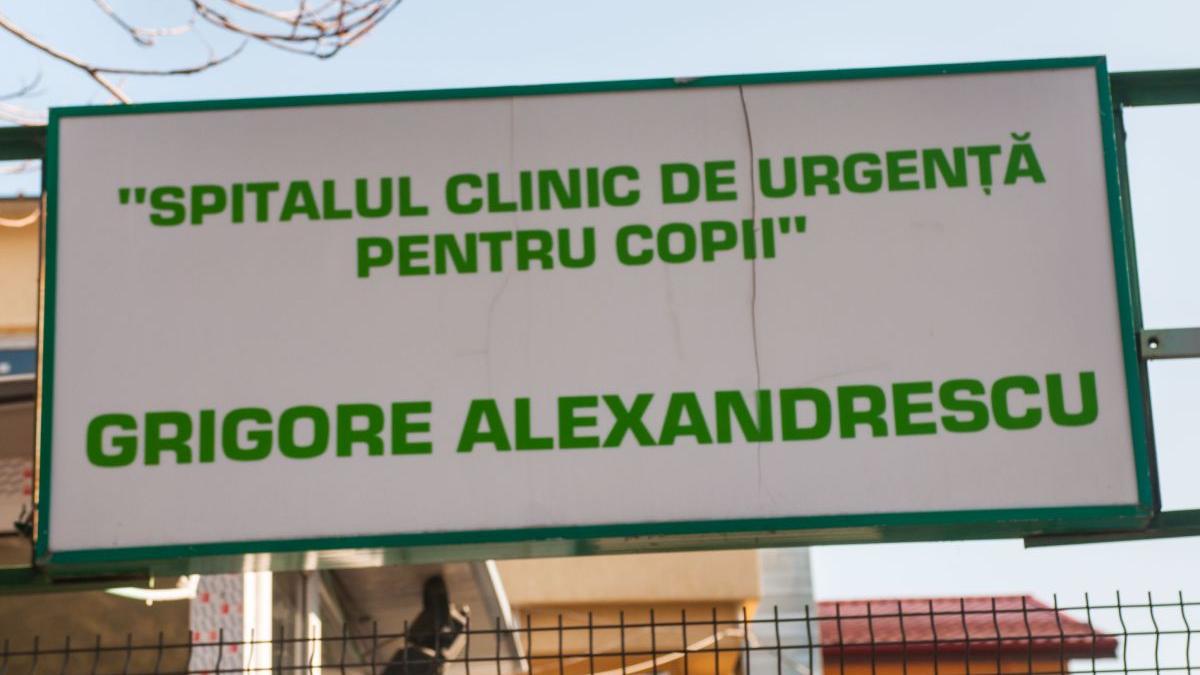 "SPITALUL CLINIC DE URGENȚĂ
PENTRU COPII"
GRIGORE ALEXANDRESCU